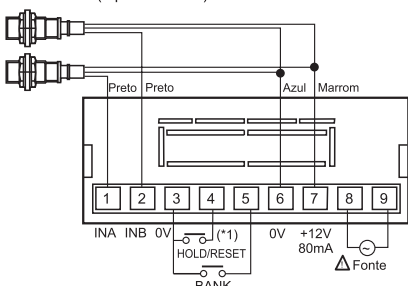 Preto Preto Azul Marrom
1 2 3 4 5 6 7 8 9
INA INB 0V (*1) 0V +12V
80mA
HOLD/RESET
Fonte
BANK